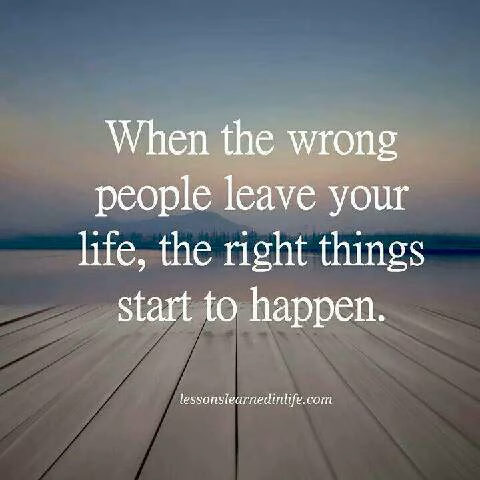 When the wrong
people leave your
life, the right things
start to happen.
lessonslearnedinlife.com